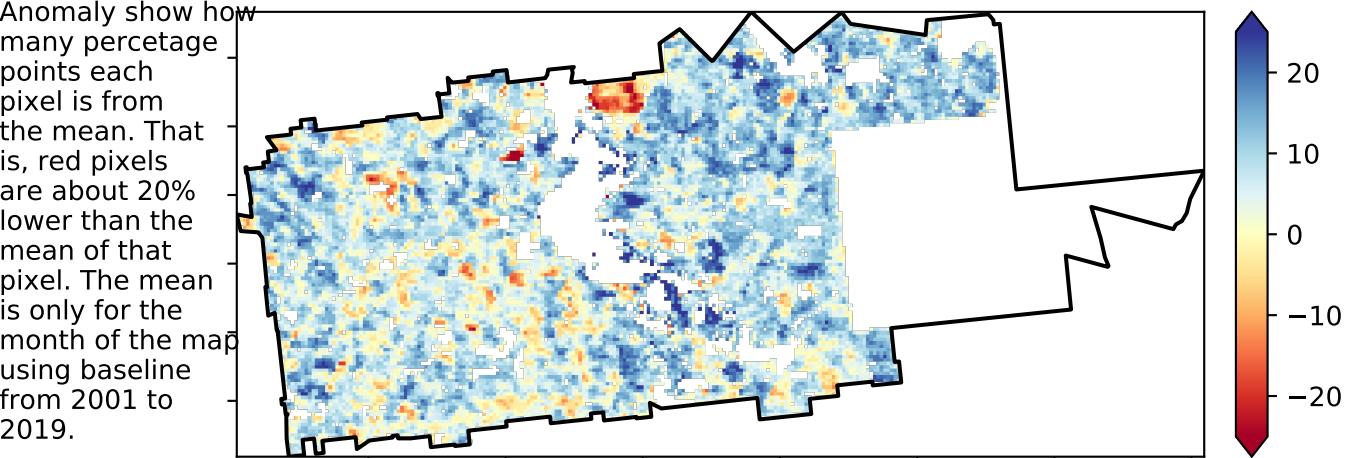 Anomaly show how
many percetage
points each
pixel is from
the mean. That
is, red pixels
are about 20%
lower than the
mean of that
pixel. The mean
is only for the
month of the map
using baseline
from 2001 to
2019.
20
10
0
−10
−20